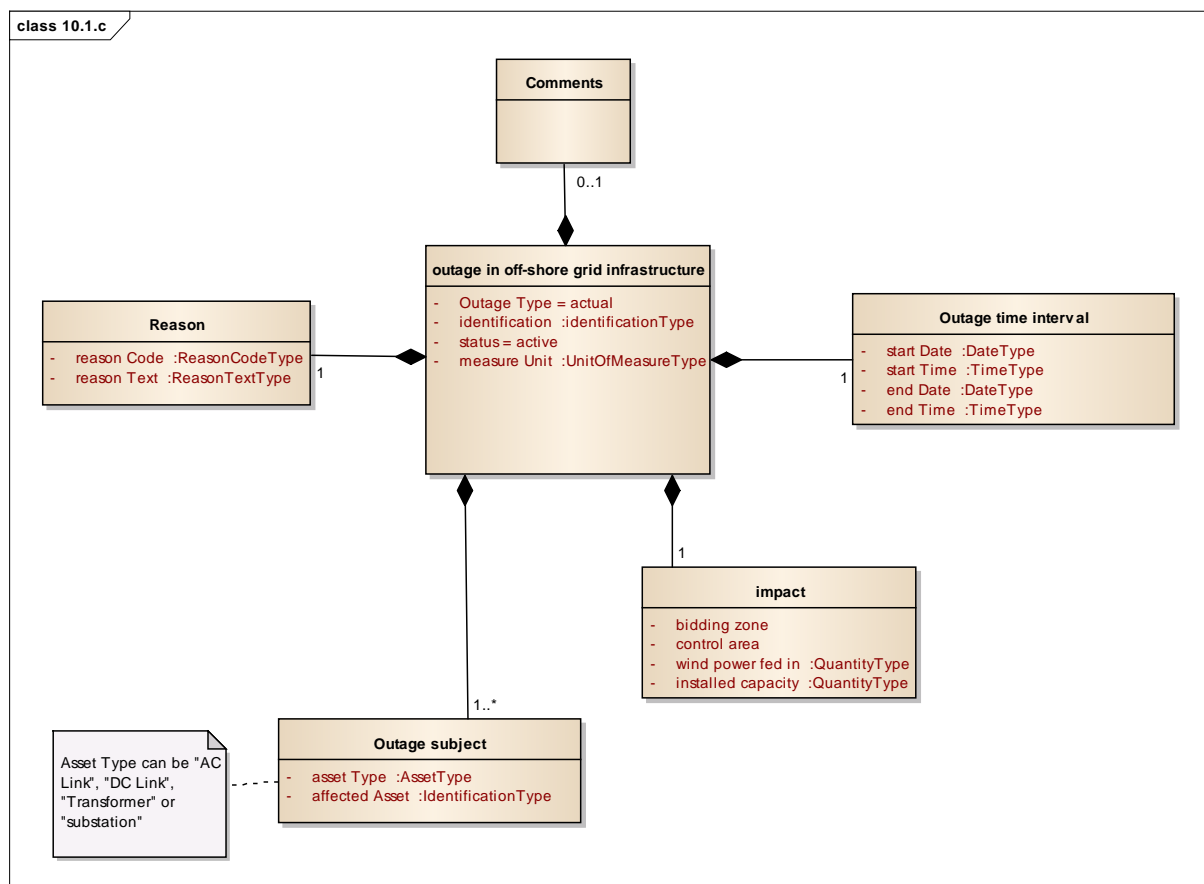 class 10.1.c
Comments
0..1
outage in off-shore grid infrastructure
- Outage Type = actual
- identification :identificationType
- status = active
- measure Unit :UnitOfMeasureType
Reason
- reason Code :ReasonCodeType
- reason Text :ReasonTextType
1
Outage time interval
- start Date :DateType
- start Time :TimeType
- end Date :DateType
- end Time :TimeType
1
impact
- bidding zone
- control area
- wind power fed in :QuantityType
- installed capacity :QuantityType
1
Outage subject
- asset Type :AssetType
- affected Asset :IdentificationType
1..*
Asset Type can be "AC
Link", "DC Link",
"Transformer" or
"substation"